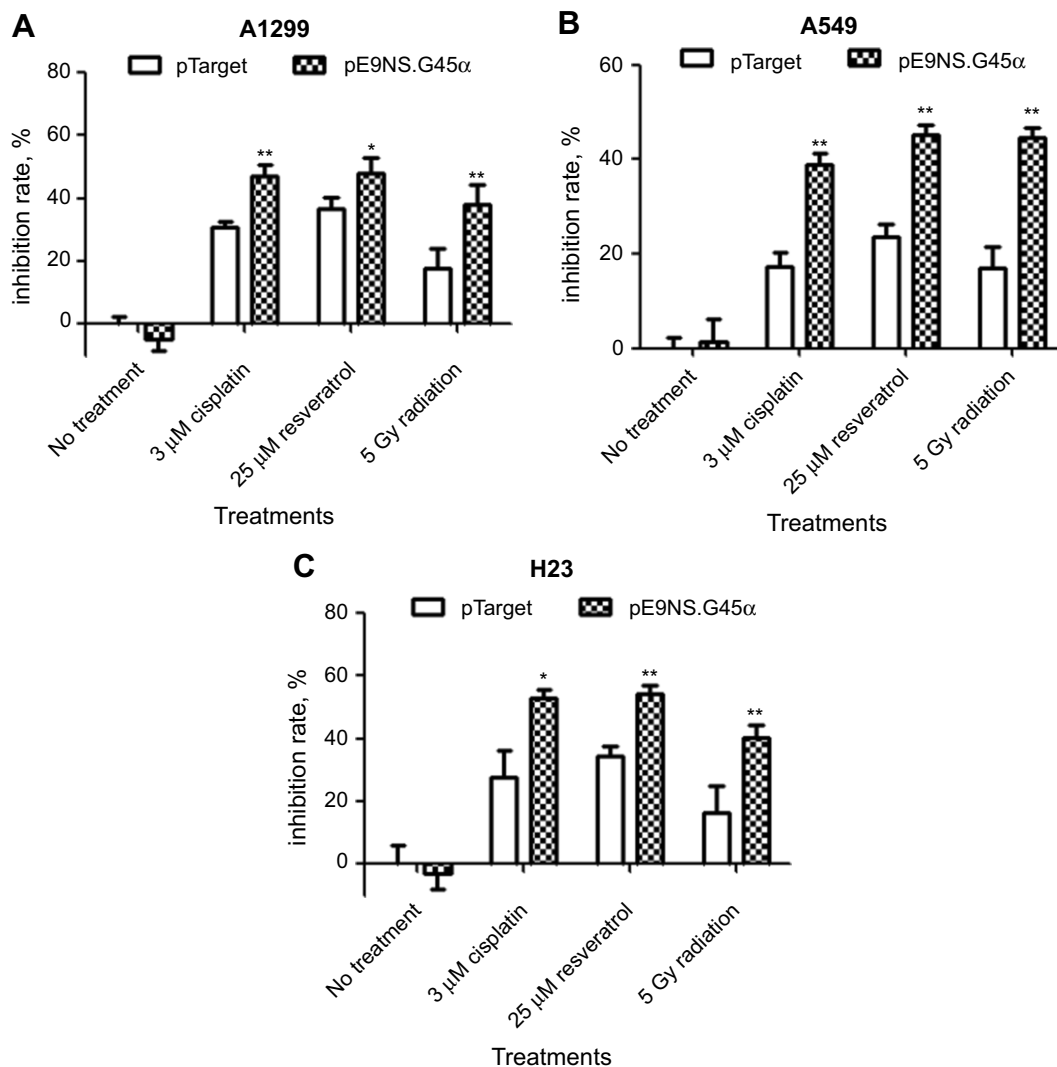 A
A1299
pTarget
pE9NS.G45α
inhibition rate, %
80
60
40
20
0
**
*
**
No treatment
3 μM cisplatin
25 μM resveratrol
5 Gy radiation
Treatments
B
A549
pTarget
pE9NS.G45α
inhibition rate, %
60
40
20
0
**
**
**
No treatment
3 μM cisplatin
25 μM resveratrol
5 Gy radiation
Treatments
C
H23
pTarget
pE9NS.G45α
inhibition rate, %
80
60
40
20
0
*
**
**
No treatment
3 μM cisplatin
25 μM resveratrol
5 Gy radiation
Treatments